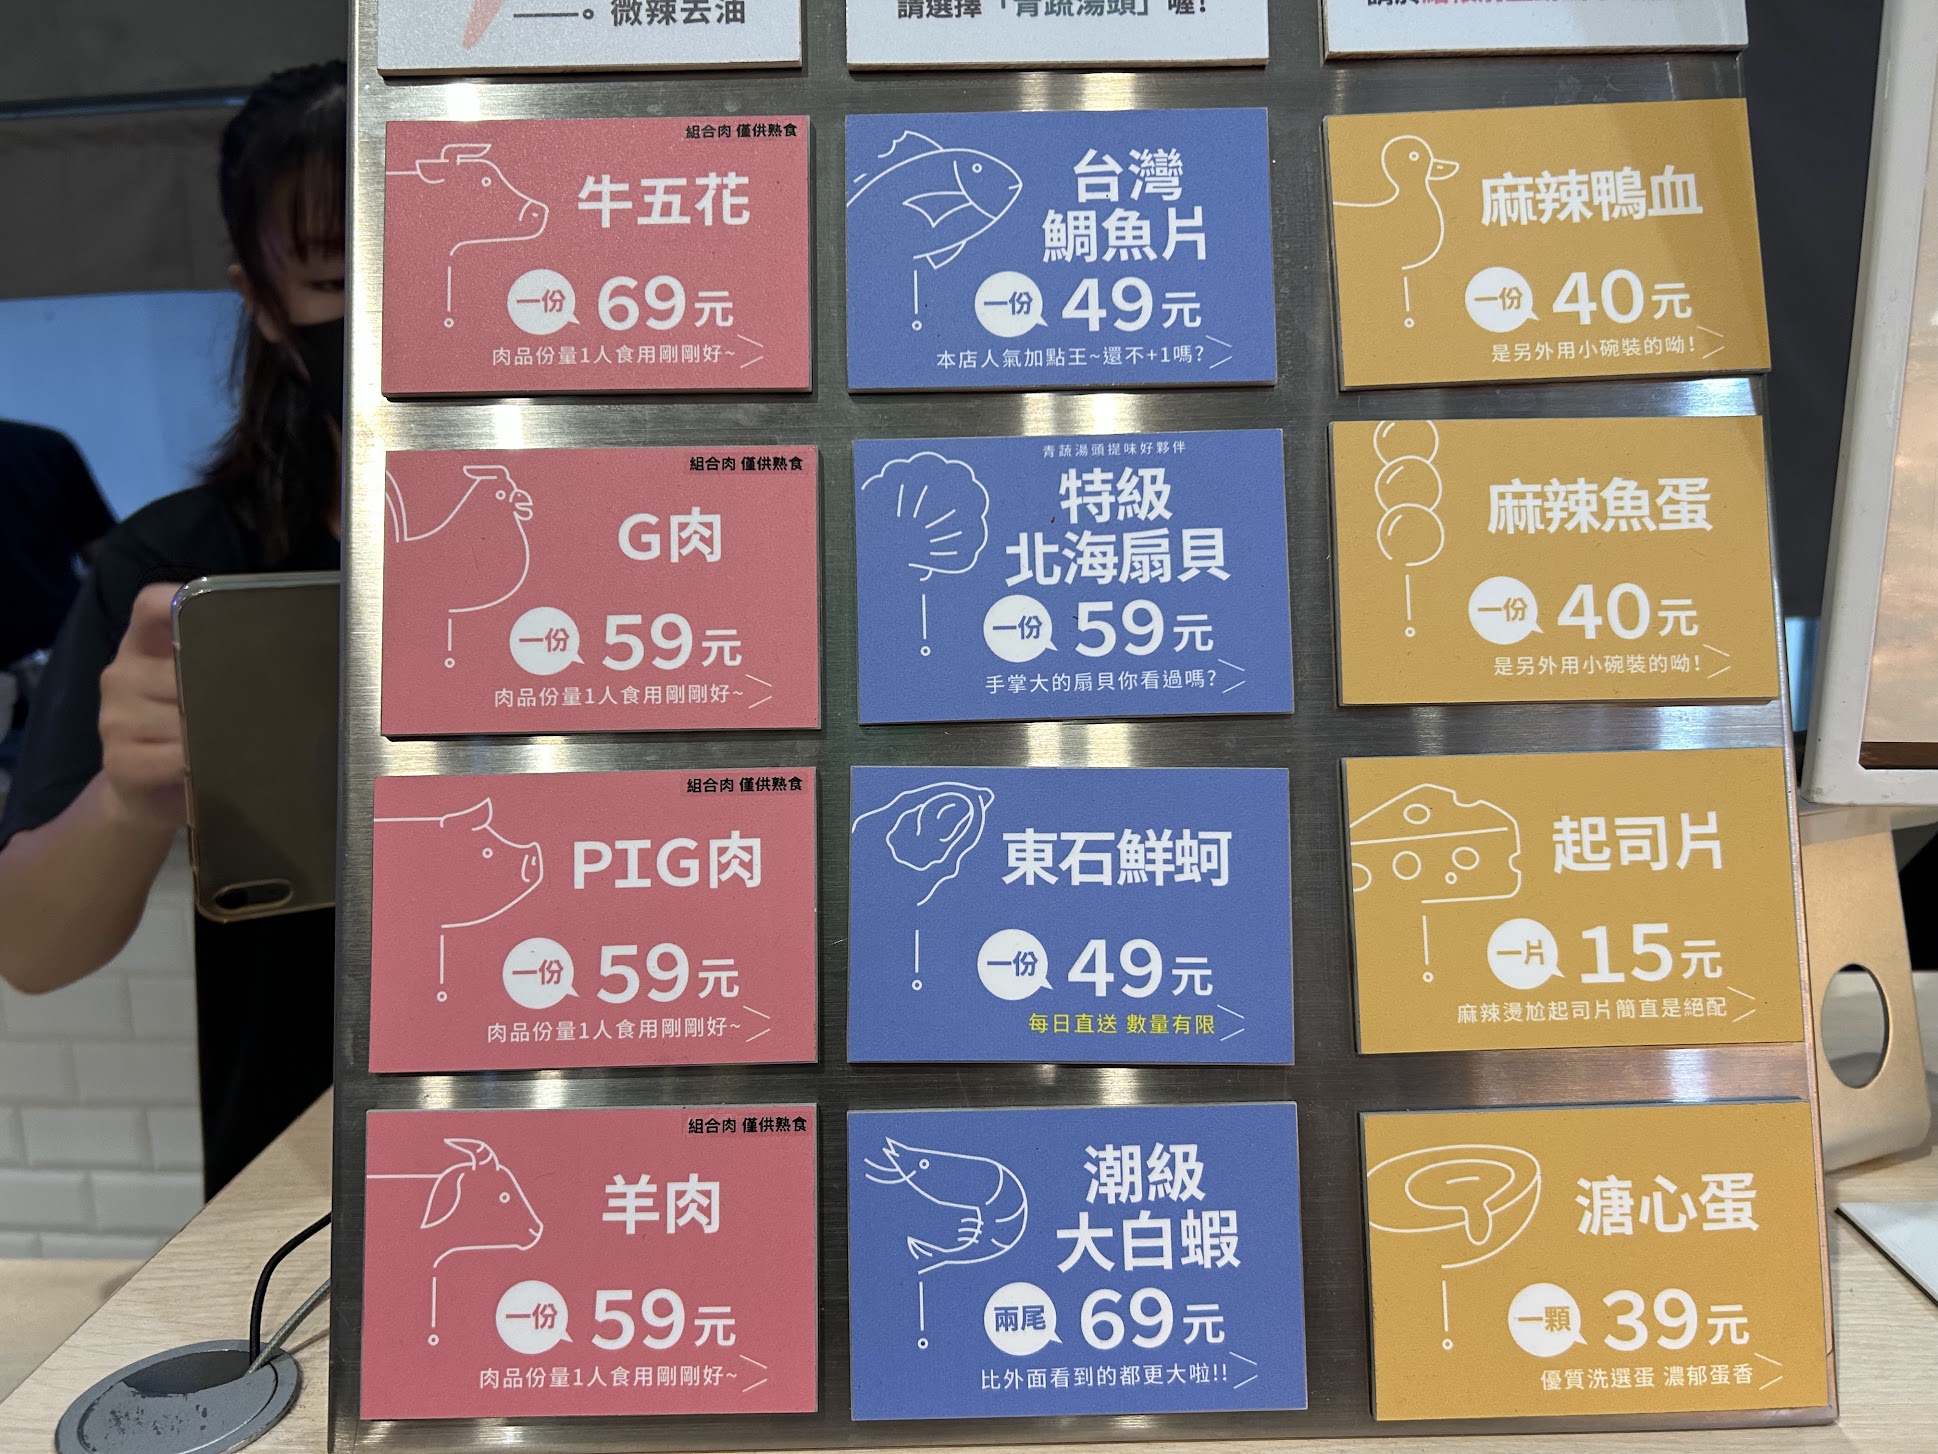 微辣去油
請選擇「青蔬湯頭」喔!
組合肉 僅供熟食
牛五花
一份 69元
肉品份量1人食用剛剛好~
台灣
鯛魚片
一份 49元
本店人氣加點王~還不+1嗎?
麻辣鴨血
一份 40元
是另外用小碗裝的呦!
組合肉 僅供熟食
G肉
一份 59元
肉品份量1人食用剛剛好~
青蔬湯頭提味好夥伴
特級
北海扇貝
一份 59元
手掌大的扇貝你看過嗎?
麻辣魚蛋
一份 40元
是另外用小碗裝的呦!
組合肉 僅供熟食
PIG肉
一份 59元
肉品份量1人食用剛剛好~
東石鮮蚵
一份 49元
每日直送 數量有限
起司片
一片 15元
麻辣燙尬起司片簡直是絕配
組合肉 僅供熟食
羊肉
一份 59元
肉品份量1人食用剛剛好~
潮級
大白蝦
兩尾 69元
比外面看到的都更大啦!!
溏心蛋
一顆 39元
優質洗選蛋 濃郁蛋香